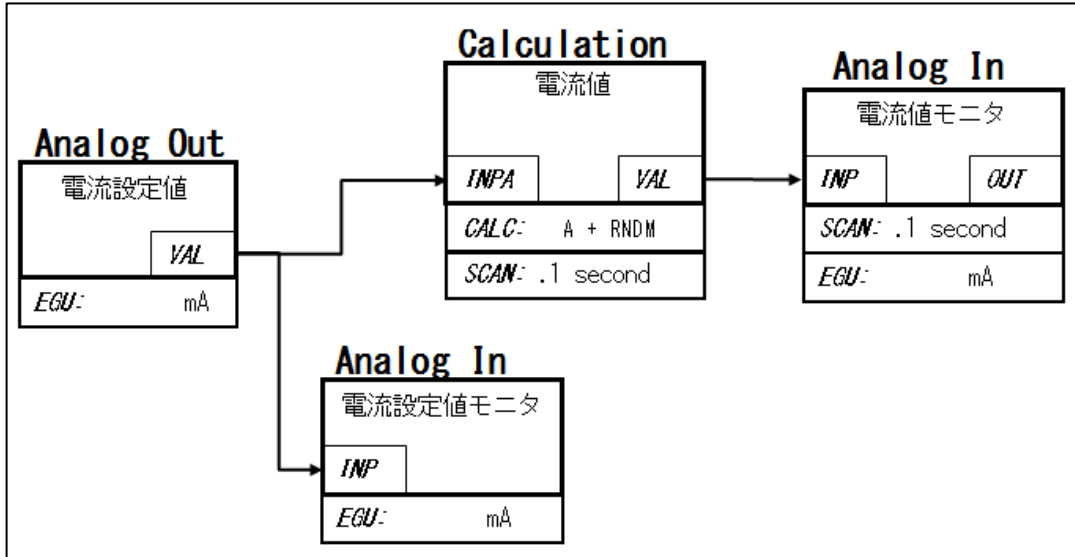 Analog Out
電流設定値
VAL
EGU: mA
Calculation
電流値
INPA VAL
CALC: A + RNDM
SCAN: .1 second
Analog In
電流値モニタ
INP OUT
SCAN: .1 second
EGU: mA
Analog In
電流設定値モニタ
INP
EGU: mA